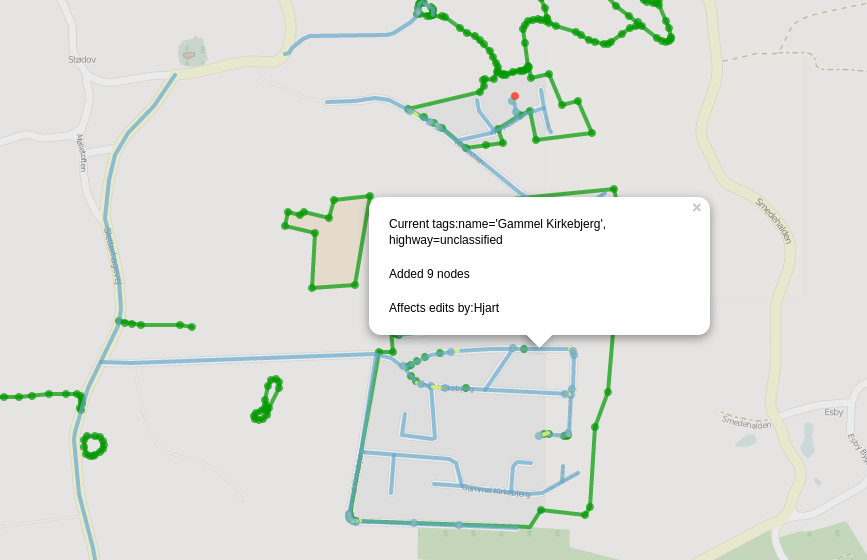 Stødov
Smedehalden
Slettehagevej
×
Current tags:name='Gammel Kirkebjerg',
highway=unclassified
Added 9 nodes
Affects edits by:Hjart
Smedehalden
Esby
Gammel Kirkebjerg